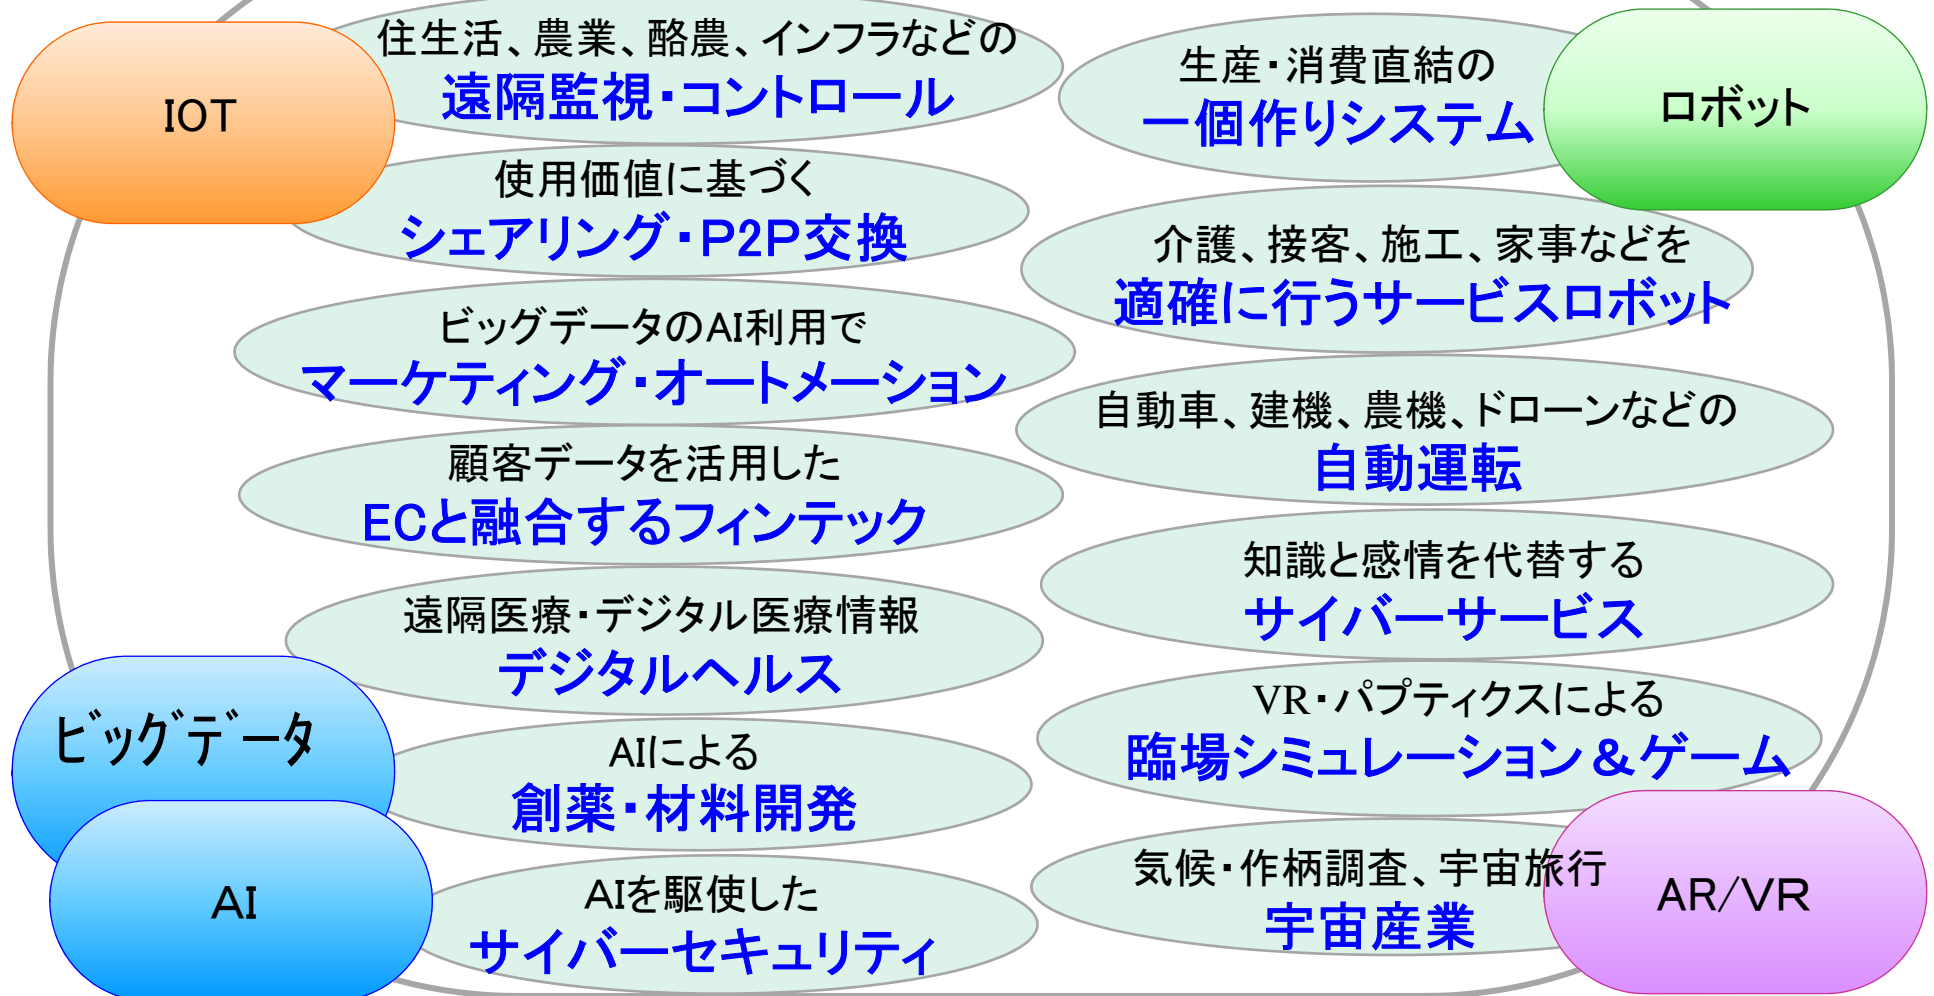 IOT
住生活、農業、酪農、インフラなどの
遠隔監視・コントロール
使用価値に基づく
シェアリング・P2P交換
ビッグデータのAI利用で
マーケティング・オートメーション
顧客データを活用した
ECと融合するフィンテック
遠隔医療・デジタル医療情報
デジタルヘルス
ビッグデータ
AIによる
創薬・材料開発
AI
AIを駆使した
サイバーセキュリティ
生産・消費直結の
一個作りシステム
ロボット
介護、接客、施工、家事などを
適確に行うサービスロボット
自動車、建機、農機、ドローンなどの
自動運転
知識と感情を代替する
サイバーサービス
VR・パプティクスによる
臨場シミュレーション＆ゲーム
気候・作柄調査、宇宙旅行
宇宙産業
AR/VR